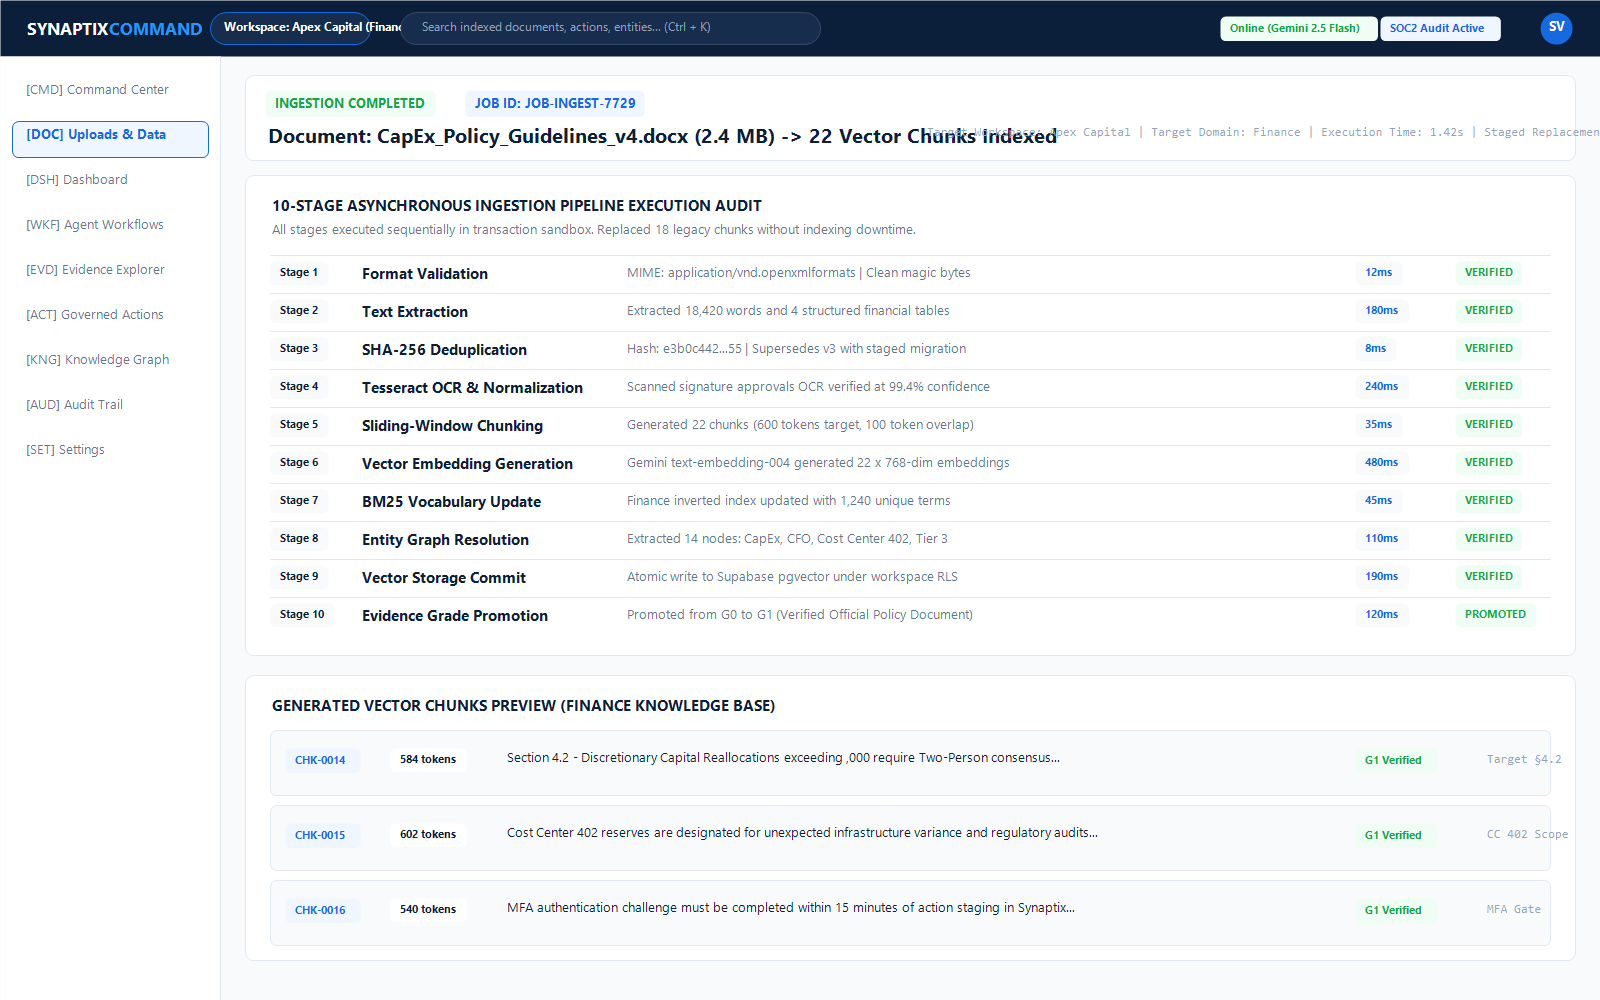 SYNAPTIXCOMMAND
Workspace: Apex Capital (Finan
Search indexed documents, actions, entities... (Ctrl + K)
Online (Gemini 2.5 Flash)
SOC2 Audit Active
SV
[CMD] Command Center
[DOC] Uploads & Data
[DSH] Dashboard
[WKF] Agent Workflows
[EVD] Evidence Explorer
[ACT] Governed Actions
[KNG] Knowledge Graph
[AUD] Audit Trail
[SET] Settings
INGESTION COMPLETED
JOB ID: JOB-INGEST-7729
Document: CapEx_Policy_Guidelines_v4.docx (2.4 MB) -> 22 Vector Chunks Indexed
Target Workspace: Apex Capital | Target Domain: Finance | Execution Time: 1.42s | Staged Replacemen
10-STAGE ASYNCHRONOUS INGESTION PIPELINE EXECUTION AUDIT
All stages executed sequentially in transaction sandbox. Replaced 18 legacy chunks without indexing downtime.
Stage 1 Format Validation MIME: application/vnd.openxmlformats | Clean magic bytes 12ms VERIFIED
Stage 2 Text Extraction Extracted 18,420 words and 4 structured financial tables 180ms VERIFIED
Stage 3 SHA-256 Deduplication Hash: e3b0c442...55 | Supersedes v3 with staged migration 8ms VERIFIED
Stage 4 Tesseract OCR & Normalization Scanned signature approvals OCR verified at 99.4% confidence 240ms VERIFIED
Stage 5 Sliding-Window Chunking Generated 22 chunks (600 tokens target, 100 token overlap) 35ms VERIFIED
Stage 6 Vector Embedding Generation Gemini text-embedding-004 generated 22 x 768-dim embeddings 480ms VERIFIED
Stage 7 BM25 Vocabulary Update Finance inverted index updated with 1,240 unique terms 45ms VERIFIED
Stage 8 Entity Graph Resolution Extracted 14 nodes: CapEx, CFO, Cost Center 402, Tier 3 110ms VERIFIED
Stage 9 Vector Storage Commit Atomic write to Supabase pgvector under workspace RLS 190ms VERIFIED
Stage 10 Evidence Grade Promotion Promoted from G0 to G1 (Verified Official Policy Document) 120ms PROMOTED
GENERATED VECTOR CHUNKS PREVIEW (FINANCE KNOWLEDGE BASE)
CHK-0014 584 tokens Section 4.2 - Discretionary Capital Reallocations exceeding ,000 require Two-Person consensus... G1 Verified Target §4.2
CHK-0015 602 tokens Cost Center 402 reserves are designated for unexpected infrastructure variance and regulatory audits... G1 Verified CC 402 Scope
CHK-0016 540 tokens MFA authentication challenge must be completed within 15 minutes of action staging in Synaptix... G1 Verified MFA Gate